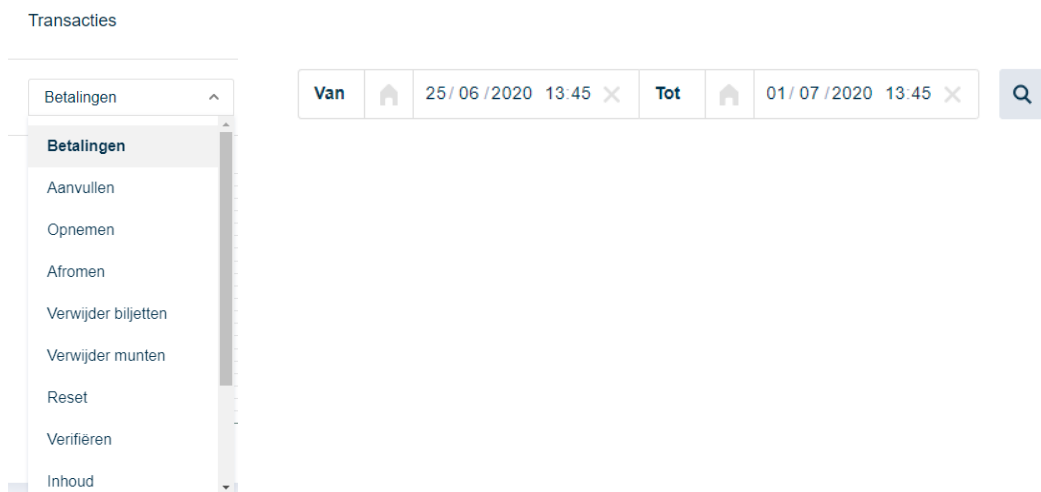 Transacties
Betalingen
Van 25/06/2020 13:45 Tot 01/07/2020 13:45
Betalingen
Aanvullen
Opnemen
Afromen
Verwijder biljetten
Verwijder munten
Reset
Verifiëren
Inhoud